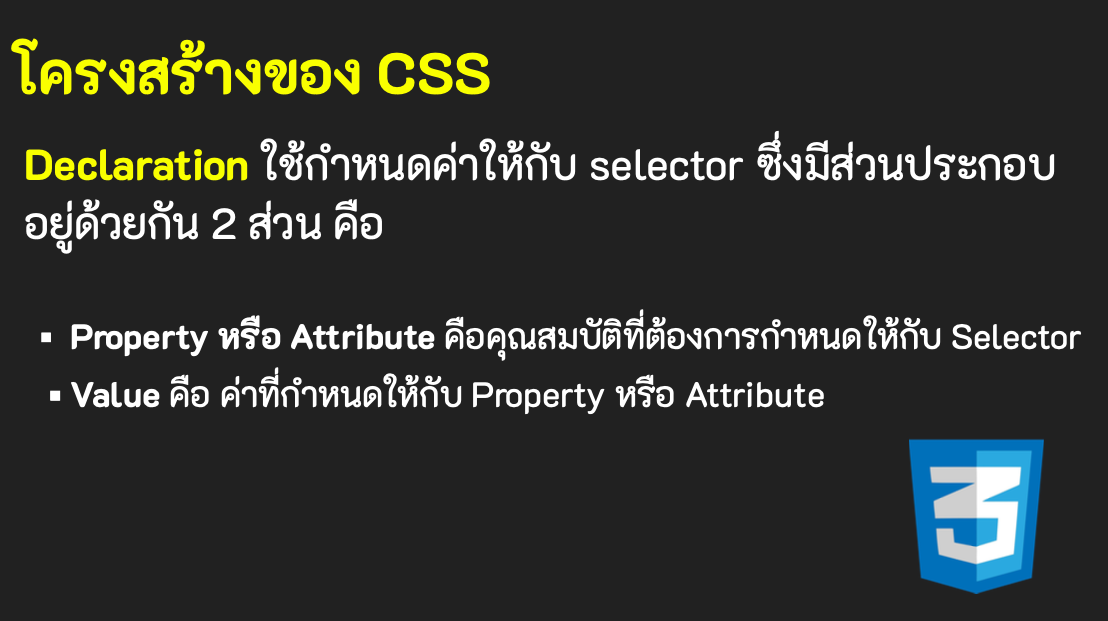 โครงสร้างของ CSS
Declaration ใช้กำหนดค่าให้กับ selector ซึ่งมีส่วนประกอบ
อยู่ด้วยกัน 2 ส่วน คือ
▪ Property หรือ Attribute คือคุณสมบัติที่ต้องการกำหนดให้กับ Selector
▪ Value คือ ค่าที่กำหนดให้กับ Property หรือ Attribute
3